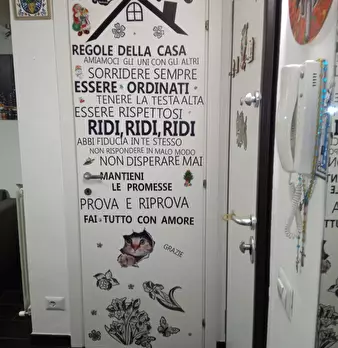 REGOLE DELLA CASA
AMIAMOCI GLI UNI CON GLI ALTRI
SORRIDERE SEMPRE
ESSERE ORDINATI
TENERE LA TESTA ALTA
ESSERE RISPETTOSI
RIDI, RIDI, RIDI
ABBI FIDUCIA IN TE STESSO
NON RISPONDERE IN MALO MODO
NON DISPERARE MAI
MANTIENI
LE PROMESSE
PROVA E RIPROVA
FAI TUTTO CON AMORE
GRAZIE